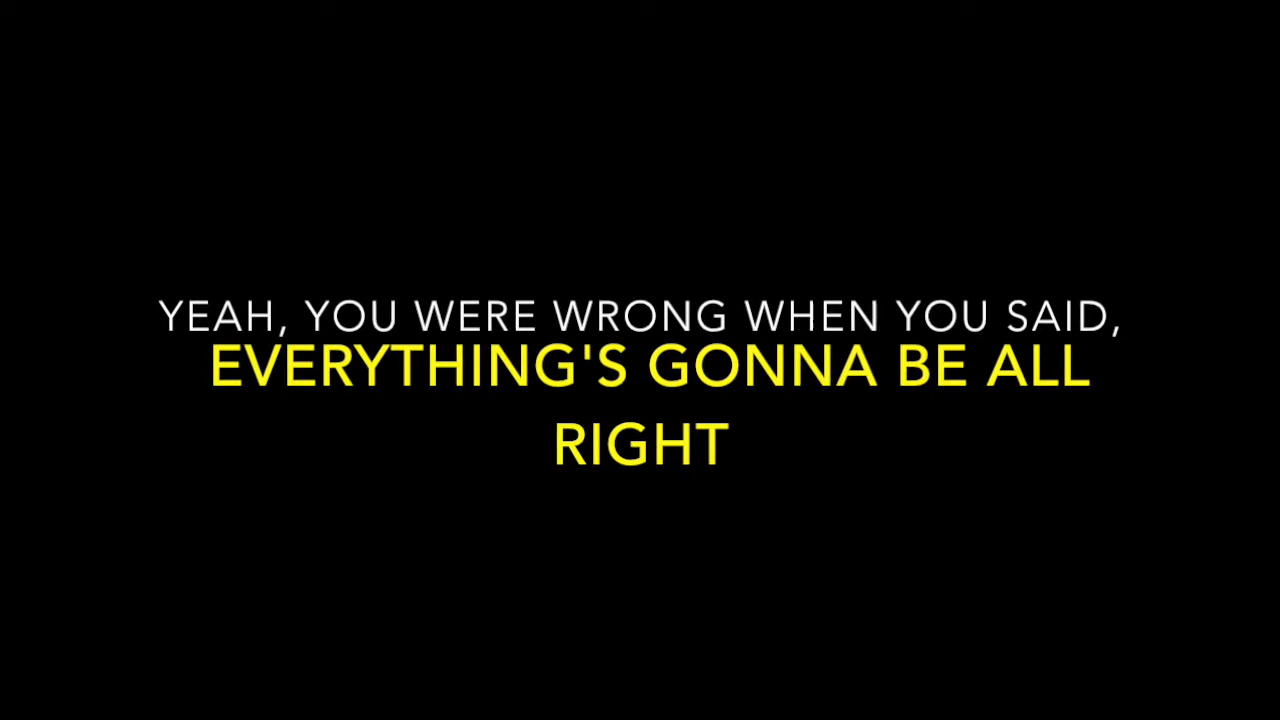 YEAH, YOU WERE WRONG WHEN YOU SAID,
EVERYTHING'S GONNA BE ALL
RIGHT